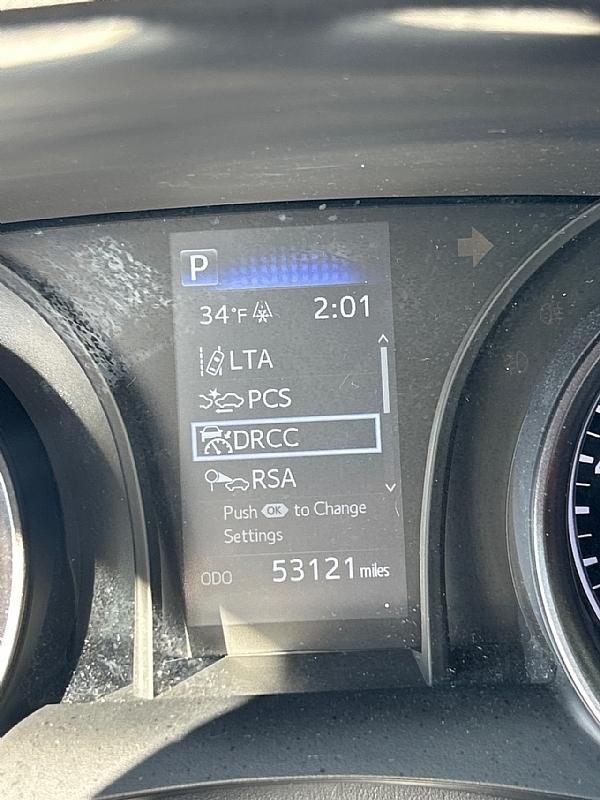 P
34°F 2:01
LTA
PCS
DRCC
RSA
Push OK to Change
Settings
ODO 53121 miles